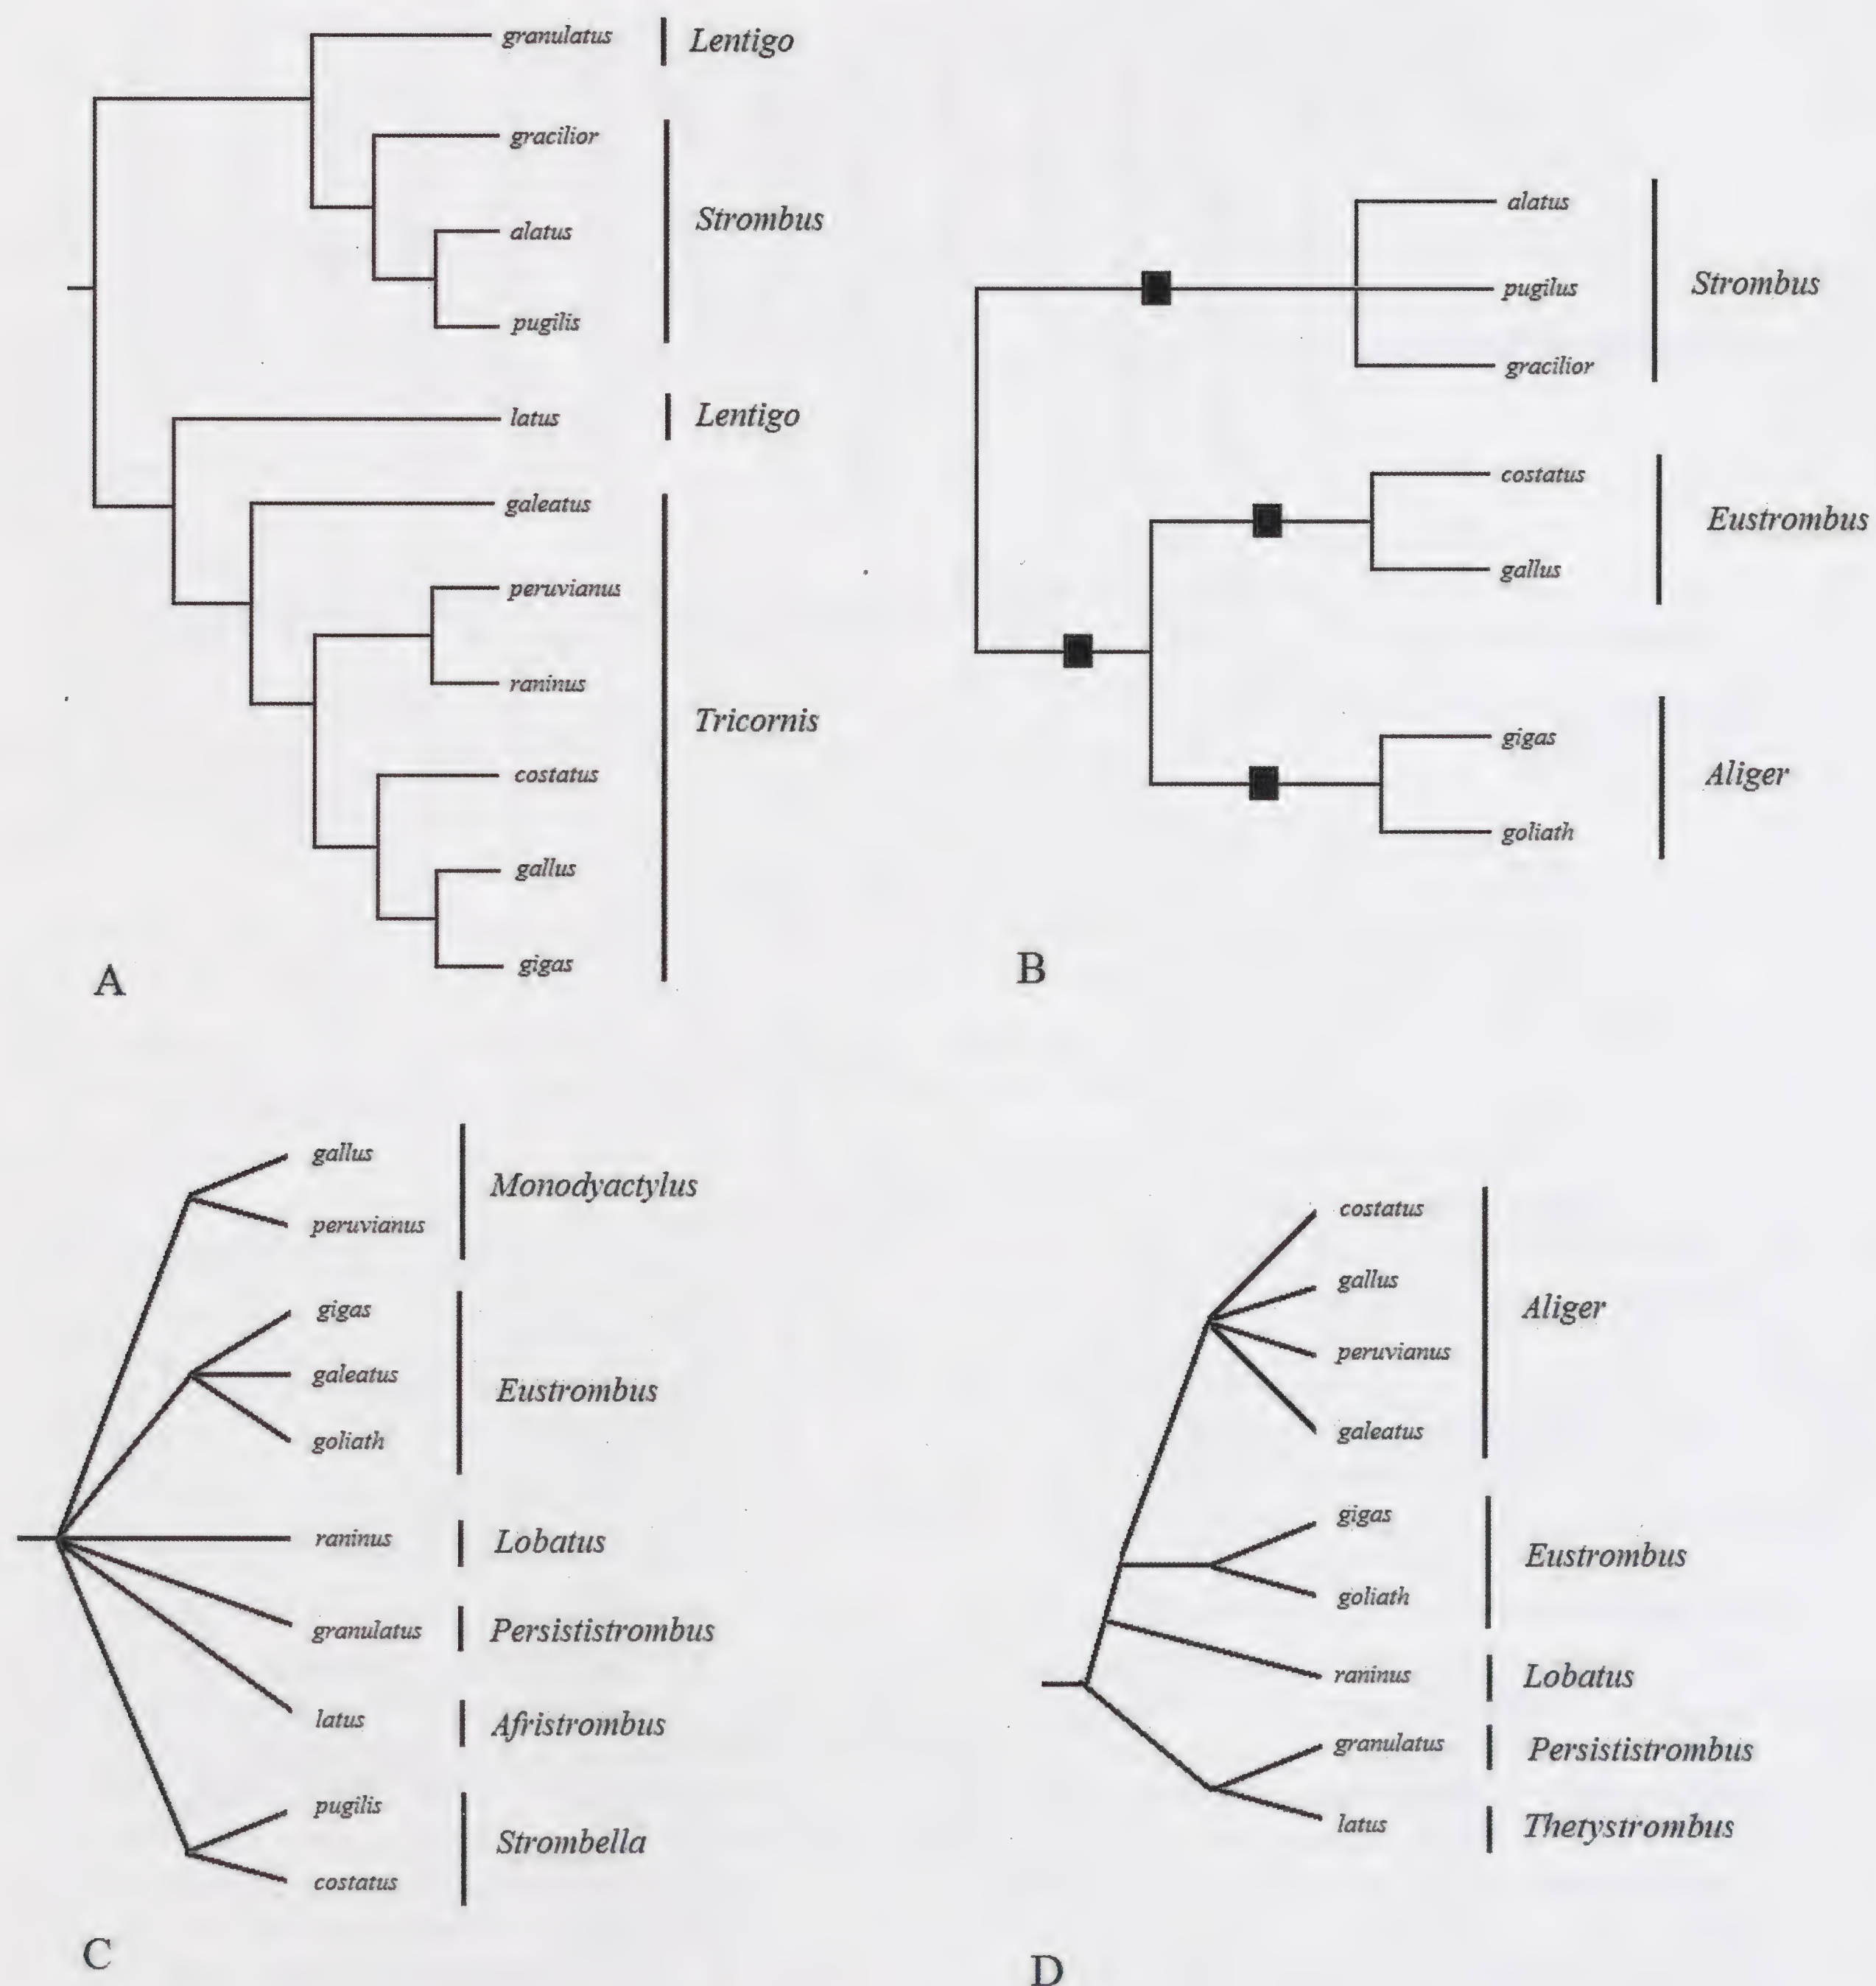 granulatus
Lentigo
gracilior
alatus
pugilis
Strombus
latus
Lentigo
galeatus
peruvianus
raninus
costatus
gallus
gigas
Tricornis
A
alatus
pugilus
gracilior
Strombus
costatus
gallus
Eustrombus
gigas
goliath
Aliger
B
gallus
peruvianus
Monodyactylus
gigas
galeatus
goliath
Eustrombus
raninus
Lobatus
granulatus
Persististrombus
latus
Afristrombus
pugilis
costatus
Strombella
C
costatus
gallus
peruvianus
galeatus
Aliger
gigas
goliath
Eustrombus
raninus
Lobatus
granulatus
Persististrombus
latus
Thetystrombus
D